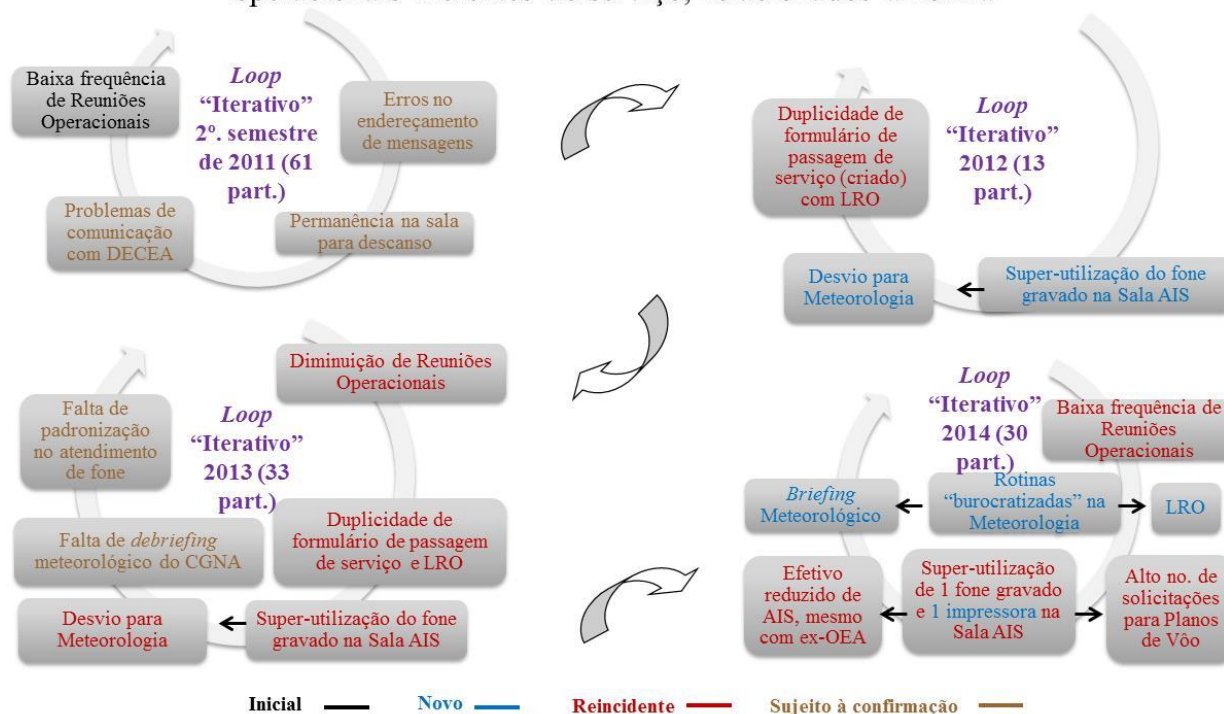 Baixa frequência
de Reuniões
Operacionais
Loop
“Iterativo”
2º. semestre
de 2011 (61
part.)
Erros no
endereçamento
de mensagens
Problemas de
comunicação
com DECEA
Permanência na sala
para descanso
Duplicidade de
formulário de
passagem de
serviço (criado)
com LRO
Loop
“Iterativo”
2012 (13
part.)
Desvio para
Meteorologia
Super-utilização do fone
gravado na Sala AIS
Diminuição de Reuniões
Operacionais
Falta de
padronização
no atendimento
de fone
Loop
“Iterativo”
2013 (33
part.)
Falta de debriefing
meteorológico do CGNA
Duplicidade de
formulário de passagem
de serviço e LRO
Desvio para
Meteorologia
Super-utilização do fone
gravado na Sala AIS
Loop
“Iterativo”
2014 (30
part.)
Baixa frequência de
Reuniões
Operacionais
Briefing
Meteorológico
Rotinas
“burocratizadas” na
Meteorologia
LRO
Efetivo
reduzido de
AIS, mesmo
com ex-OEA
Super-utilização
de 1 fone gravado
e 1 impressora na
Sala AIS
Alto no. de
solicitações
para Planos
de Vôo
Inicial Novo Reincidente Sujeito à confirmação